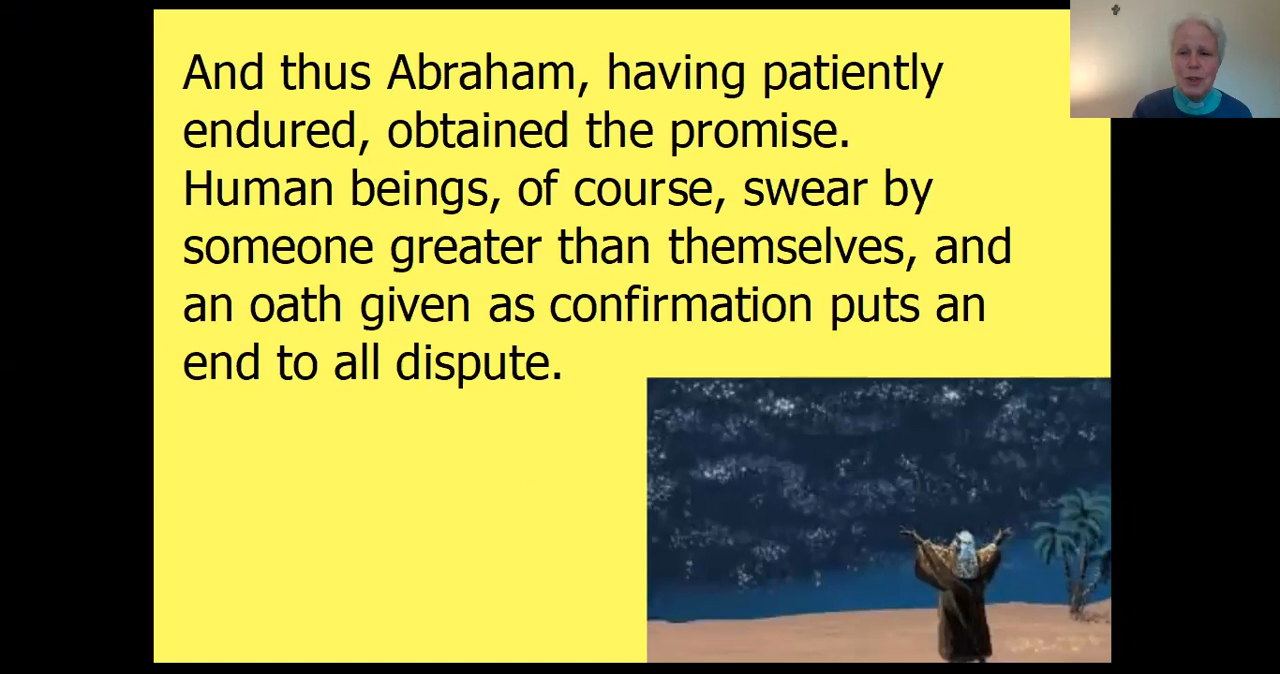 And thus Abraham, having patiently
endured, obtained the promise.
Human beings, of course, swear by
someone greater than themselves, and
an oath given as confirmation puts an
end to all dispute.